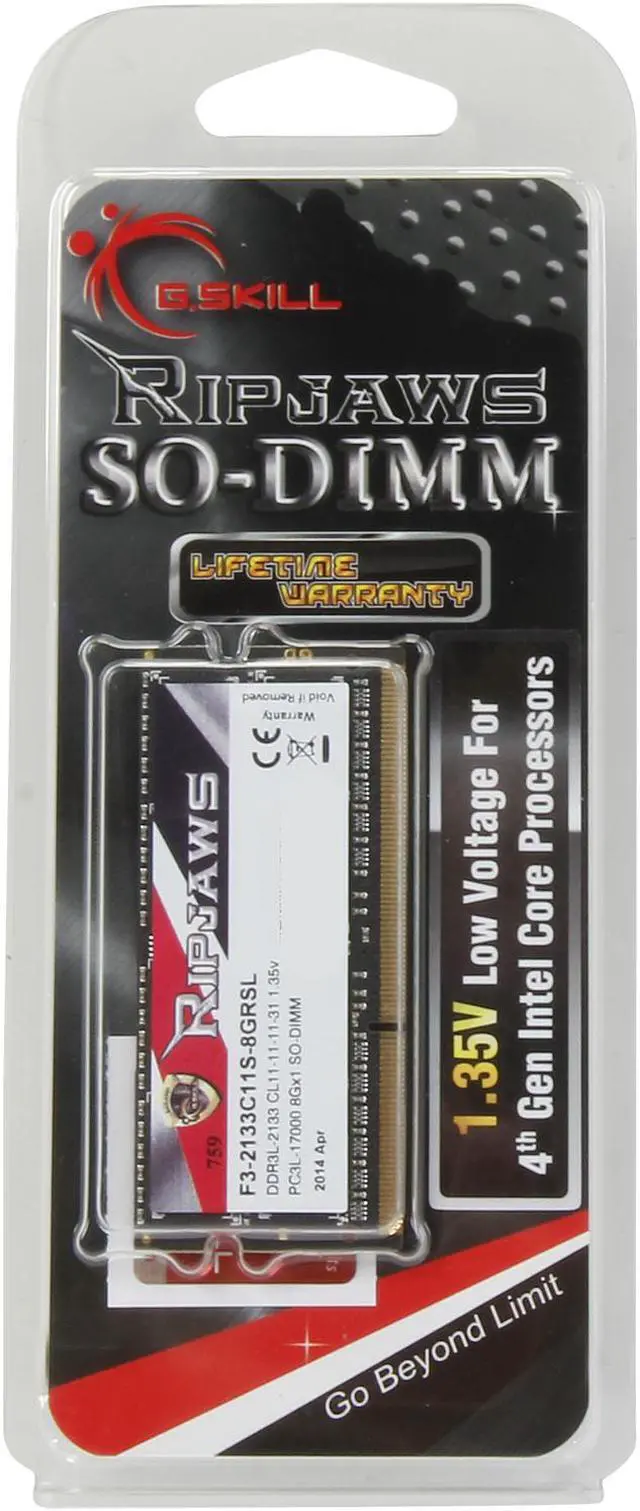 G.SKILL
RIPJAWS
SO-DIMM
LIFETIME
WARRANTY
Warranty
Void if Removed
CE
RIPJAWS
759
F3-2133C11S-8GRSL
DDR3L-2133 CL11-11-11-31 1.35v
PC3L-17000 8Gx1 SO-DIMM
2014 Apr
1.35V Low Voltage For
4th Gen Intel Core Processors
Go Beyond Limit